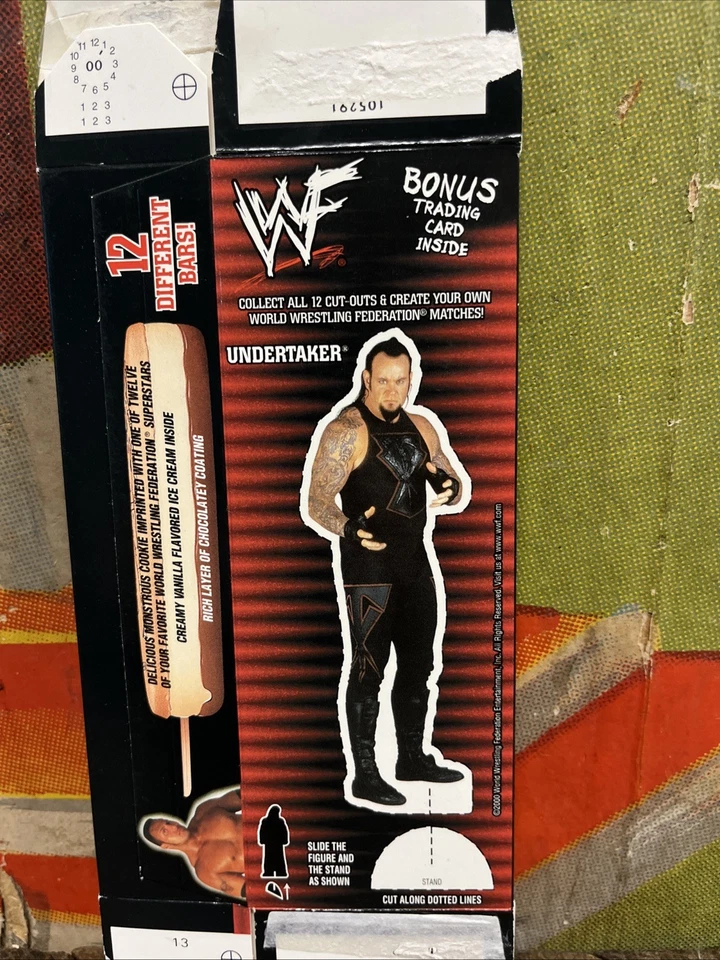 11 12 1
10 2
9 00 3
8 4
7 6 5
1 2 3
1 2 3
105291
12
DIFFERENT
BARS!
DELICIOUS MONSTROUS COOKIE IMPRINTED WITH ONE OF TWELVE
OF YOUR FAVORITE WORLD WRESTLING FEDERATION® SUPERSTARS
CREAMY VANILLA FLAVORED ICE CREAM INSIDE
RICH LAYER OF CHOCOLATEY COATING
WF
®
BONUS
TRADING
CARD
INSIDE
COLLECT ALL 12 CUT-OUTS & CREATE YOUR OWN
WORLD WRESTLING FEDERATION® MATCHES!
UNDERTAKER®
©2000 World Wrestling Federation Entertainment, Inc. All Rights Reserved. Visit us at www.wwf.com
SLIDE THE
FIGURE AND
THE STAND
AS SHOWN
STAND
CUT ALONG DOTTED LINES
13